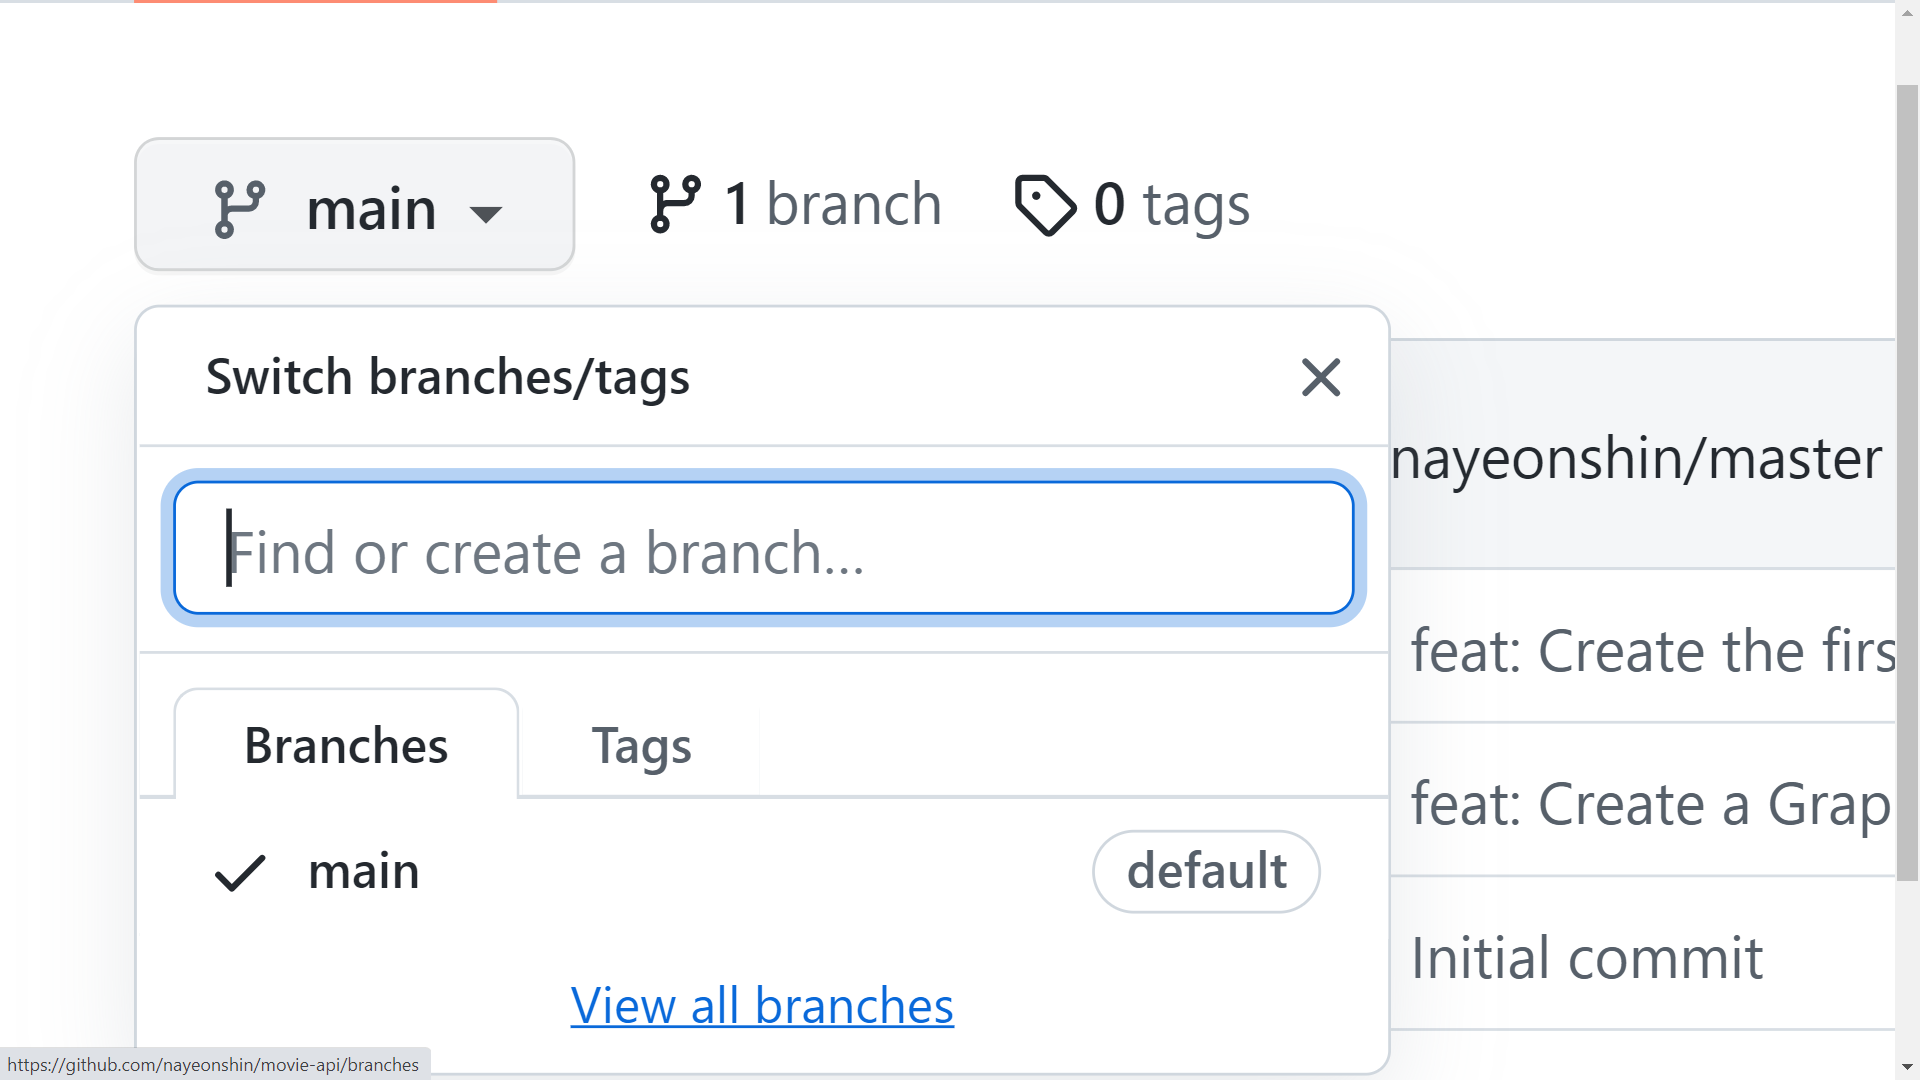 main
1 branch
0 tags
Switch branches/tags
nayeonshin/master
Find or create a branch...
feat: Create the firs
Branches
Tags
feat: Create a Grap
main
default
Initial commit
View all branches
https://github.com/nayeonshin/movie-api/branches